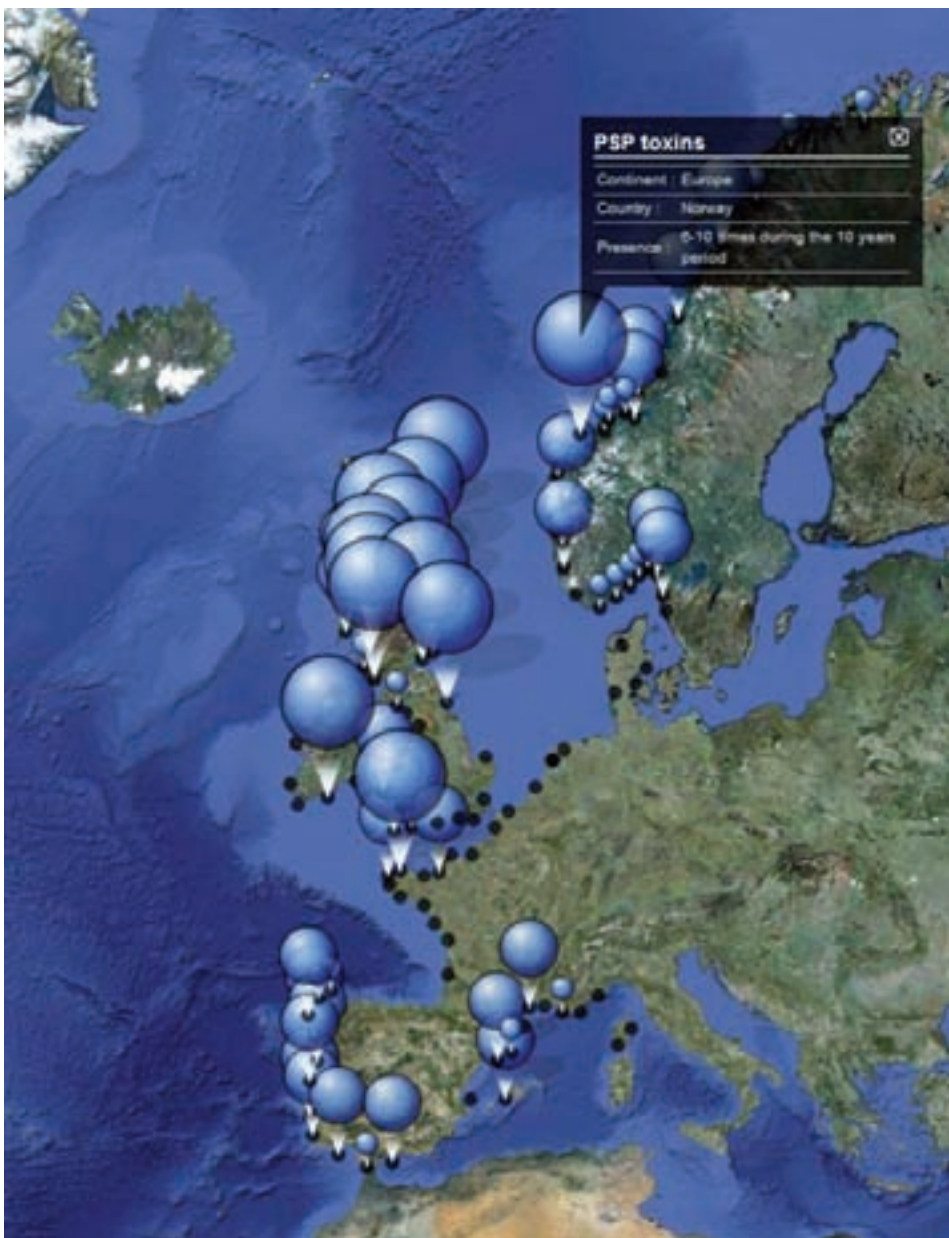 PSP toxins
Continent : Europe
Country : Norway
Presence : 6-10 times during the 10 years
period